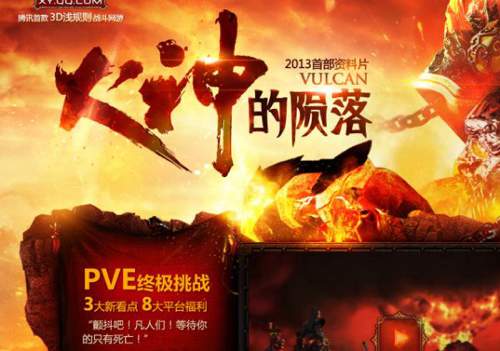 XY.QQ.COM
腾讯首款 3D浅规则 战斗网游
2013首部资料片
VULCAN
火神
的陨落
PVE终极挑战
3大新看点 8大平台福利
“颤抖吧！凡人们！等待你
的只有死亡！”